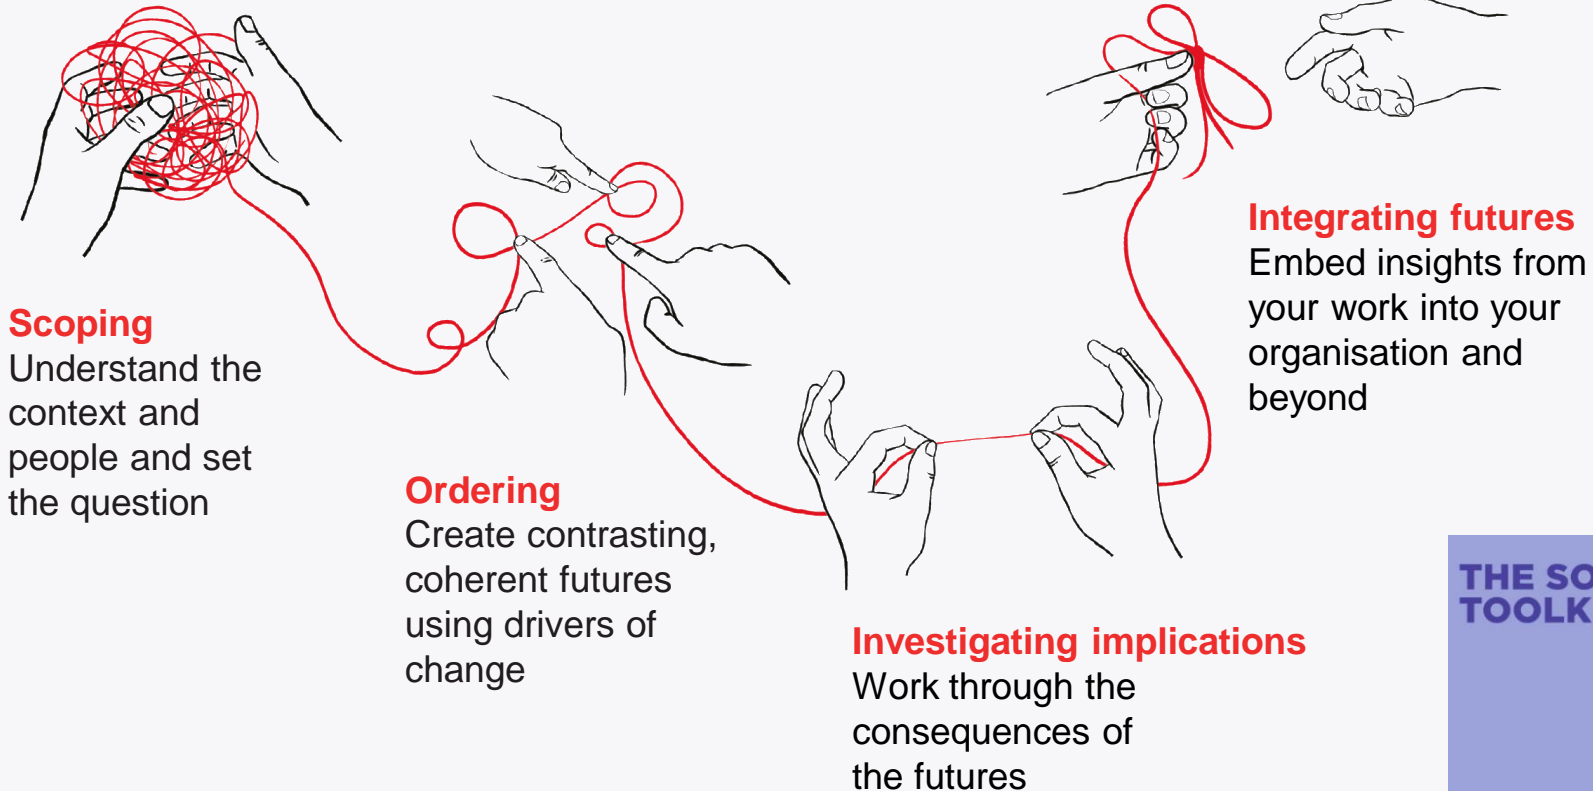 Scoping
Understand the
context and
people and set
the question
Ordering
Create contrasting,
coherent futures
using drivers of
change
Investigating implications
Work through the
consequences of
the futures
Integrating futures
Embed insights from
your work into your
organisation and
beyond
THE